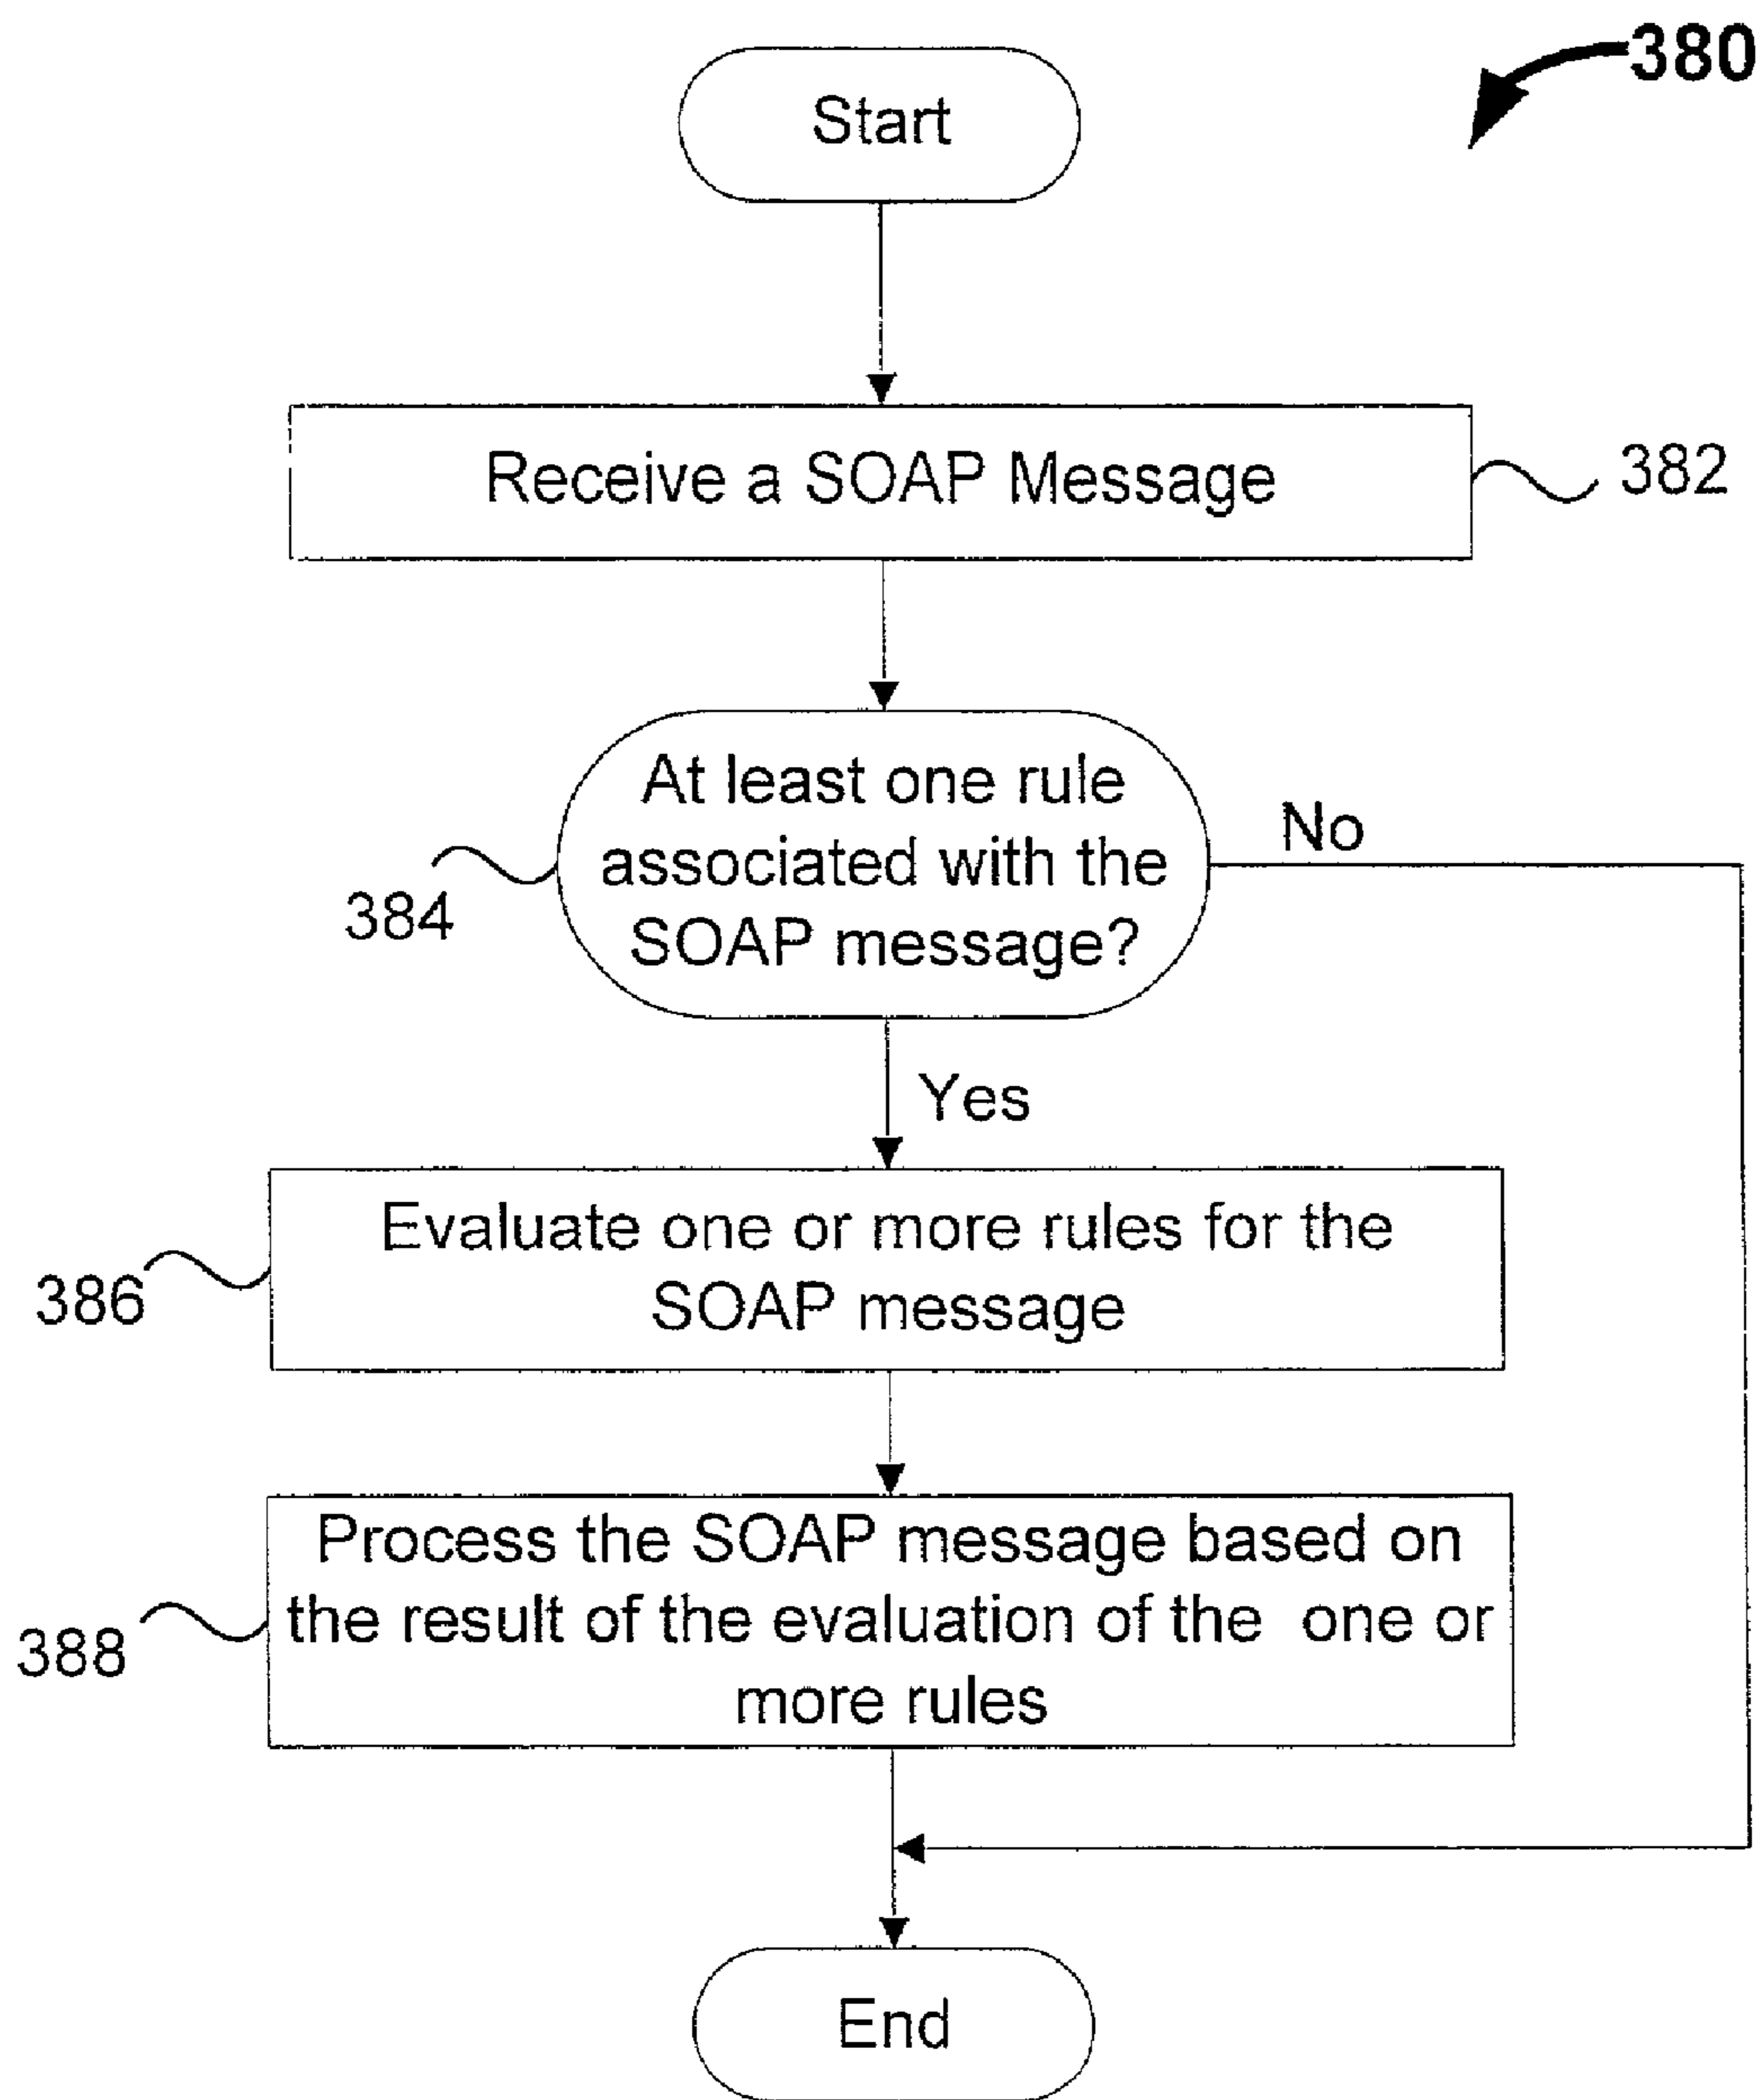 380
Start
Receive a SOAP Message
382
At least one rule
associated with the
SOAP message?
No
384
Yes
Evaluate one or more rules for the
SOAP message
386
Process the SOAP message based on
the result of the evaluation of the one or
more rules
388
End